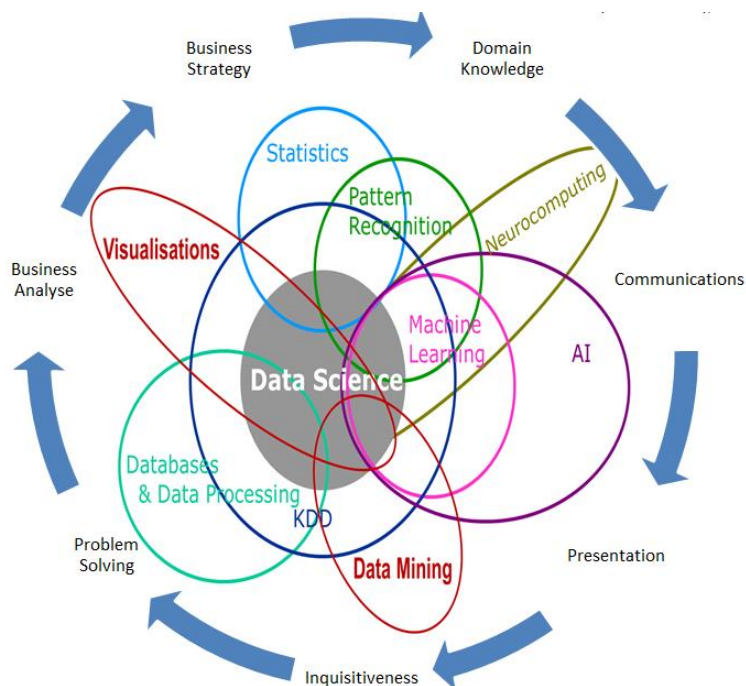 Business
Strategy
Domain
Knowledge
Statistics
Pattern
Recognition
Neurocomputing
Visualisations
Business
Analyse
Communications
Machine
Learning
AI
Data Science
Databases
& Data Processing
KDD
Problem
Solving
Data Mining
Presentation
Inquisitiveness